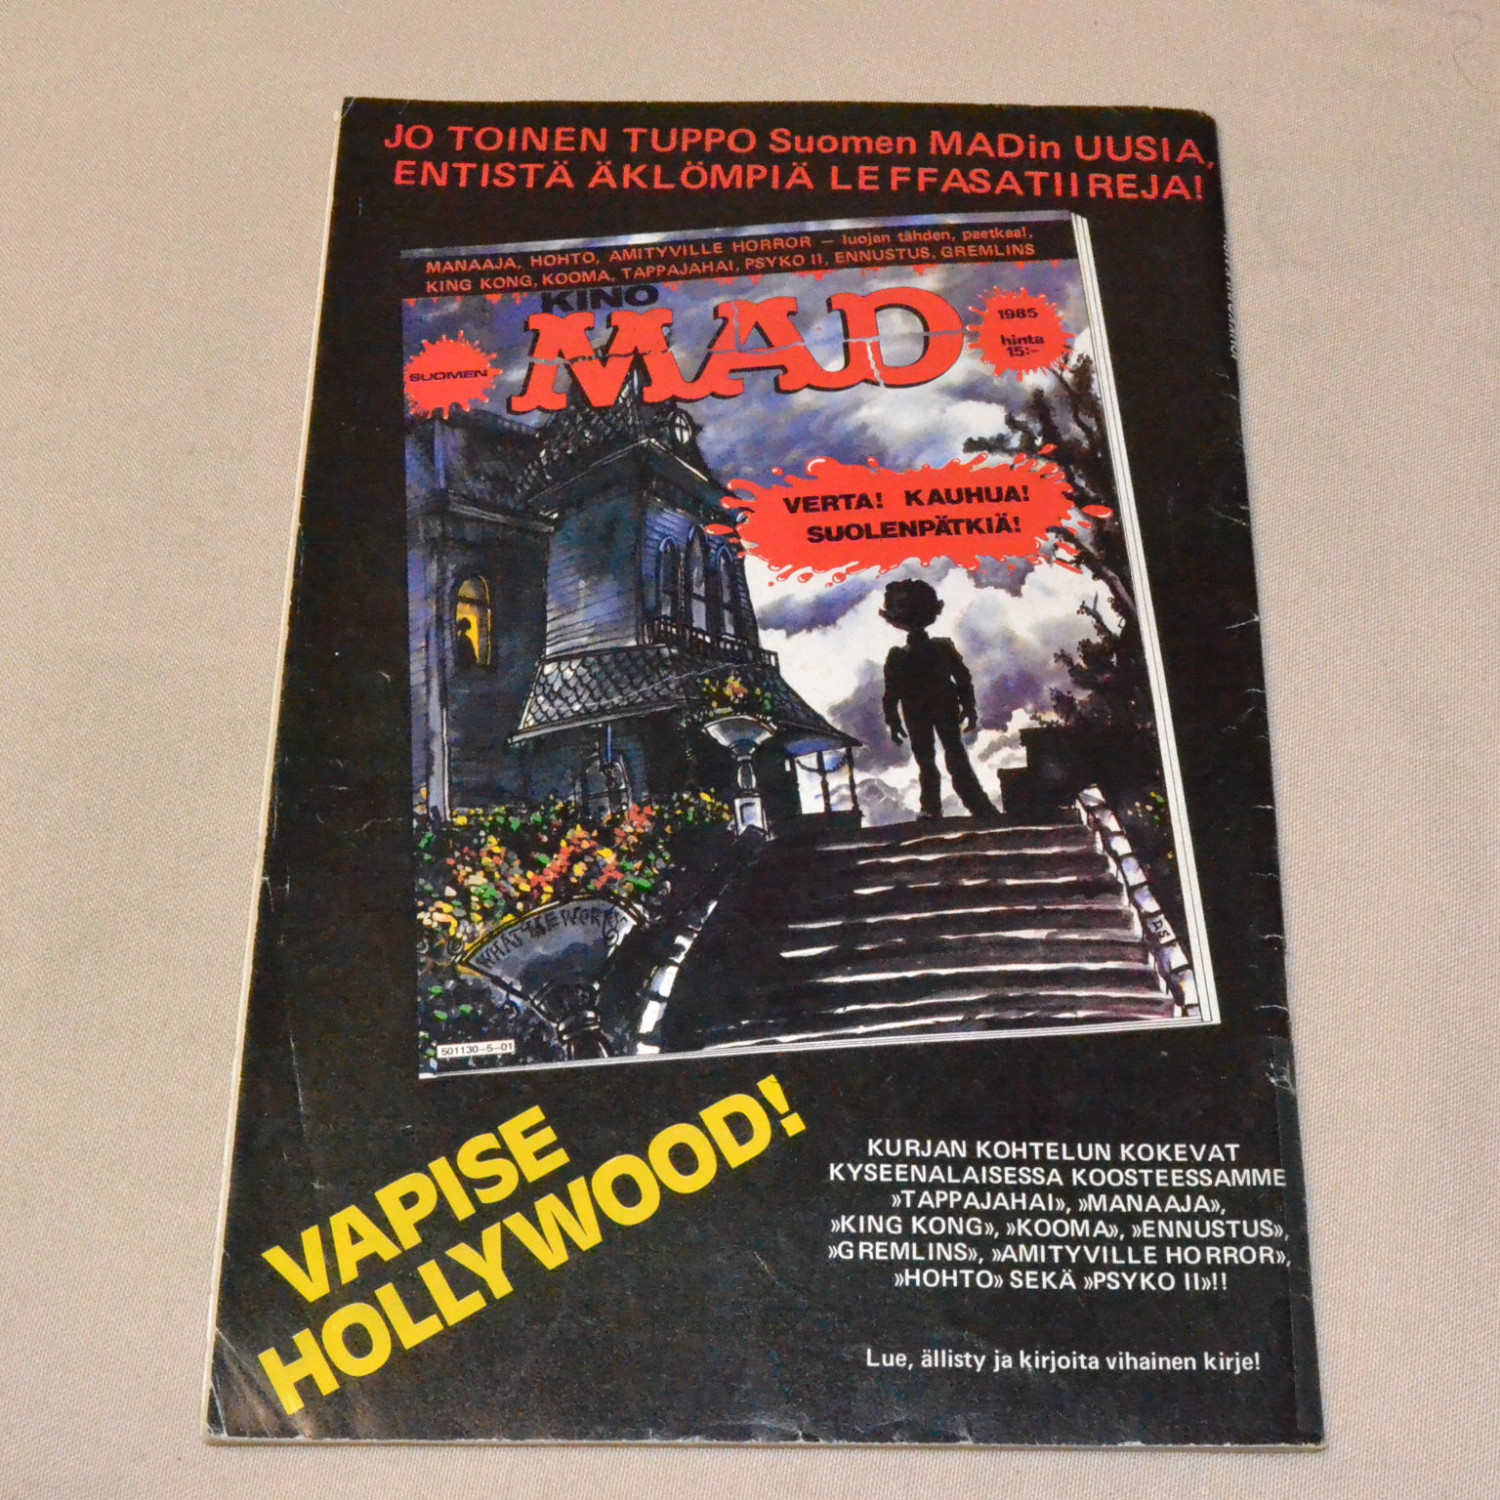 JO TOINEN TUPPO Suomen MADin UUSIA,
ENTISTÄ ÄKLÖMPIÄ LEFFASATIIREJA!
MANAAJA, HOHTO, AMITYVILLE HORROR — luojan tähden, paetkaa!,
KING KONG, KOOMA, TAPPAJAHAI, PSYKO II, ENNUSTUS, GREMLINS
KINO
MAD
SUOMEN
1985
hinta
15:-
VERTA! KAUHUA!
SUOLENPÄTKIÄ!
WHAT ME WORRY
501130-5-01
VAPISE
HOLLYWOOD!
KURJAN KOHTELUN KOKEVAT
KYSEENALAISESSA KOOSTEESSAMME
»TAPPAJAHAI», »MANAAJA»,
»KING KONG», »KOOMA», »ENNUSTUS»,
»GREMLINS», »AMITYVILLE HORROR»,
»HOHTO» SEKÄ »PSYKO II»!!
Lue, ällisty ja kirjoita vihainen kirje!